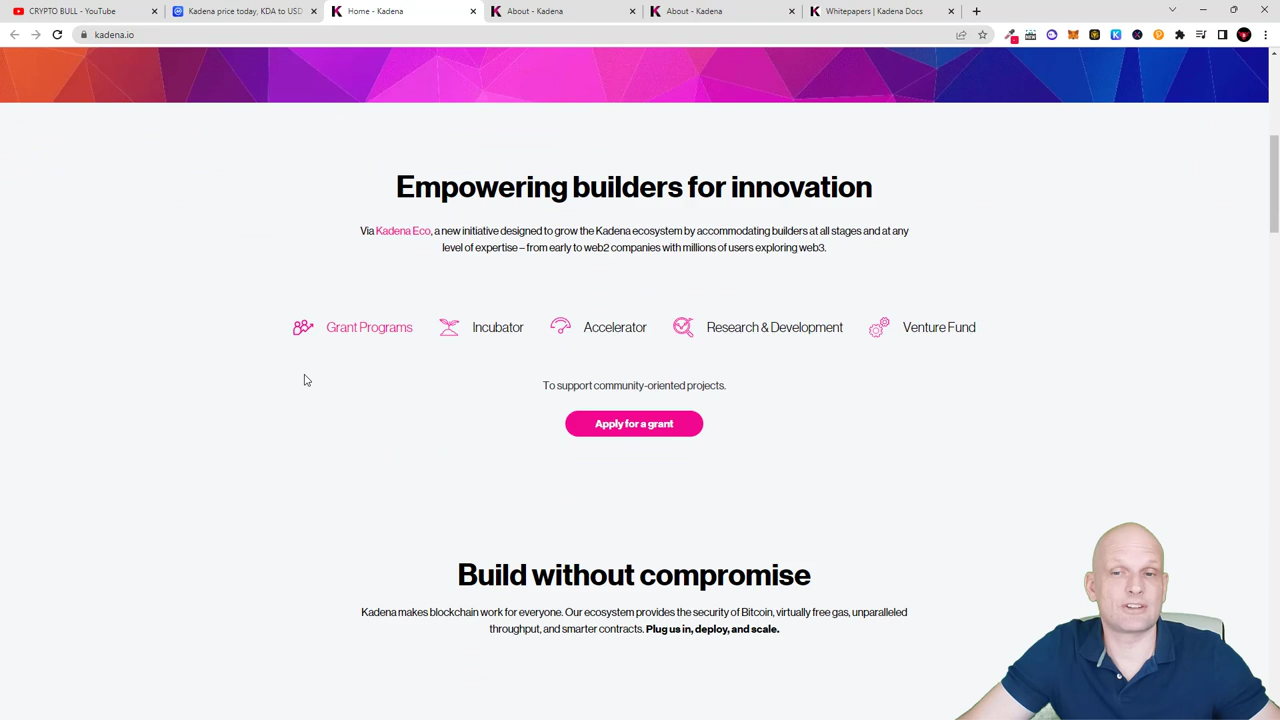 CRYPTO BULL - YouTube
Kadena price today, KDA to USD
Home - Kadena
About - Kadena
About - Kadena
Whitepapers | Kadena Docs
kadena.io
Empowering builders for innovation
Via Kadena Eco, a new initiative designed to grow the Kadena ecosystem by accommodating builders at all stages and at any
level of expertise – from early to web2 companies with millions of users exploring web3.
Grant Programs
Incubator
Accelerator
Research & Development
Venture Fund
To support community-oriented projects.
Apply for a grant
Build without compromise
Kadena makes blockchain work for everyone. Our ecosystem provides the security of Bitcoin, virtually free gas, unparalleled
throughput, and smarter contracts. Plug us in, deploy, and scale.